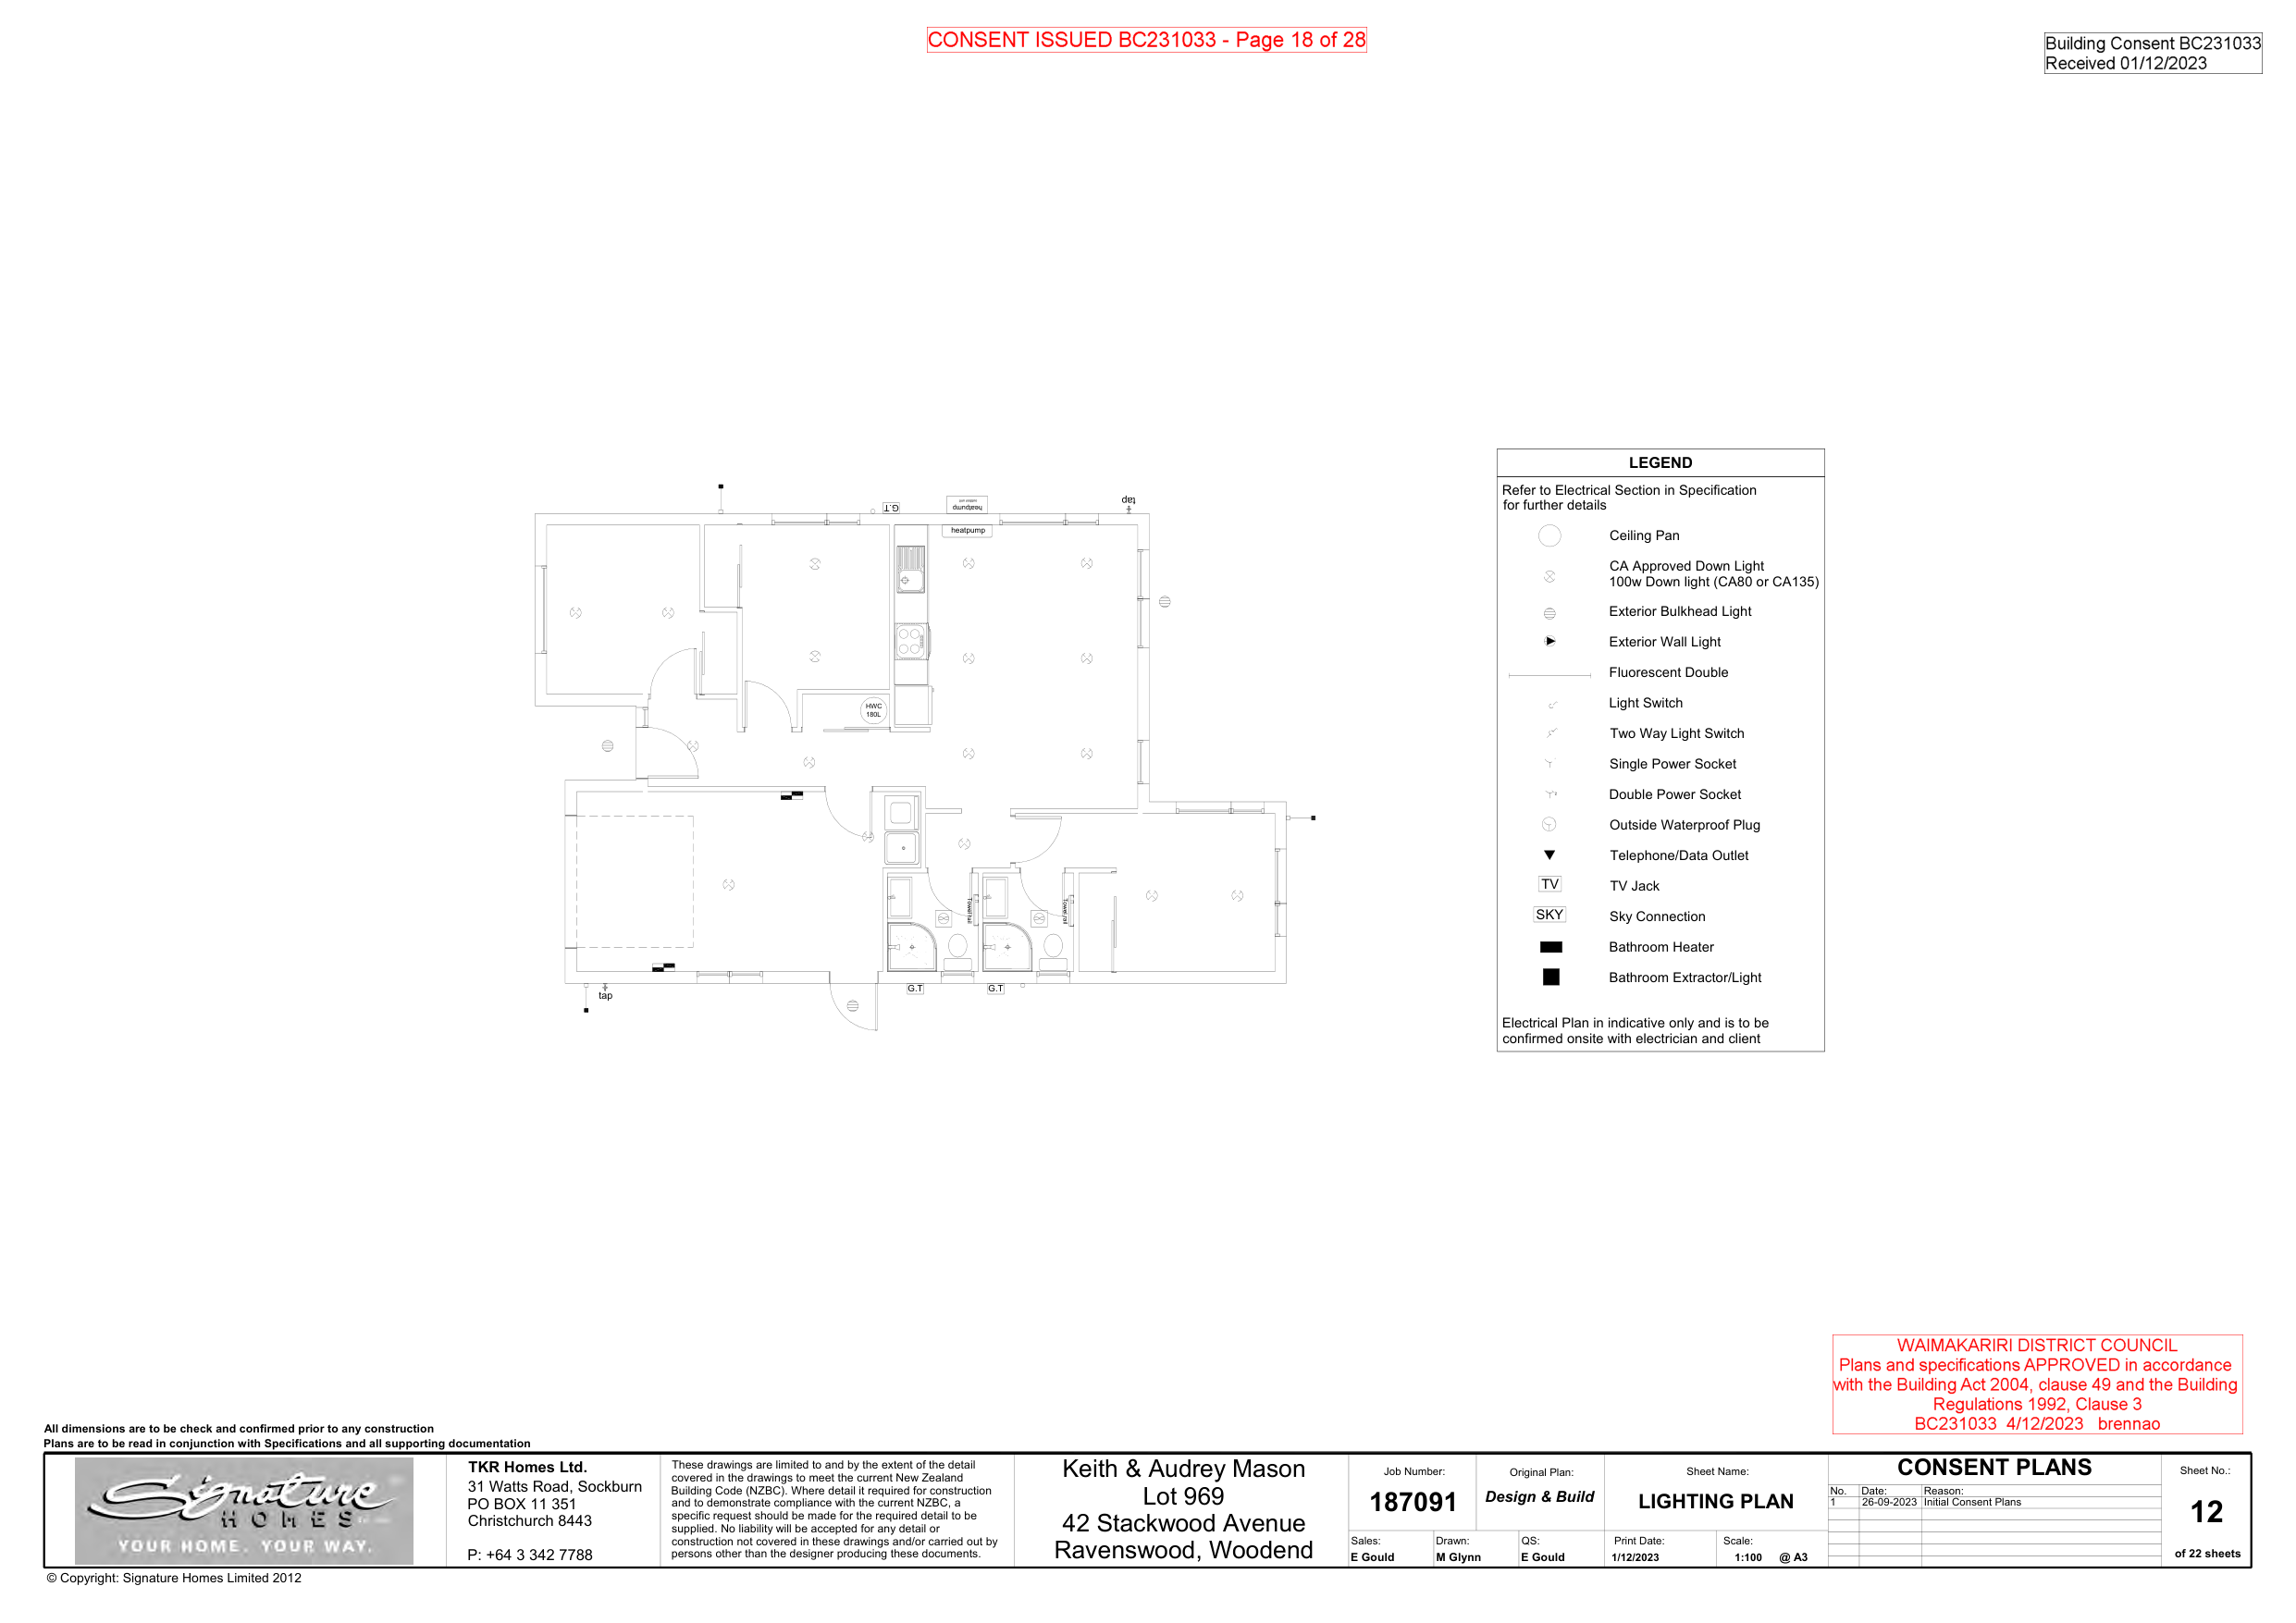 CONSENT ISSUED BC231033 - Page 18 of 28
Building Consent BC231033
Received 01/12/2023
LEGEND
Refer to Electrical Section in Specification
for further details
Ceiling Pan
CA Approved Down Light
100w Down light (CA80 or CA135)
Exterior Bulkhead Light
Exterior Wall Light
Fluorescent Double
Light Switch
Two Way Light Switch
Single Power Socket
Double Power Socket
Outside Waterproof Plug
Telephone/Data Outlet
TV
TV Jack
SKY
Sky Connection
Bathroom Heater
Bathroom Extractor/Light
Electrical Plan in indicative only and is to be
confirmed onsite with electrician and client
G.T
heatpump
tap
heatpump
HWC
180L
Towel rail
Towel rail
tap
G.T
G.T
WAIMAKARIRI DISTRICT COUNCIL
Plans and specifications APPROVED in accordance
with the Building Act 2004, clause 49 and the Building
Regulations 1992, Clause 3
BC231033 4/12/2023 brennao
All dimensions are to be check and confirmed prior to any construction
Plans are to be read in conjunction with Specifications and all supporting documentation
Signature
HOMES
YOUR HOME. YOUR WAY.
TKR Homes Ltd.
31 Watts Road, Sockburn
PO BOX 11 351
Christchurch 8443
P: +64 3 342 7788
These drawings are limited to and by the extent of the detail
covered in the drawings to meet the current New Zealand
Building Code (NZBC). Where detail it required for construction
and to demonstrate compliance with the current NZBC, a
specific request should be made for the required detail to be
supplied. No liability will be accepted for any detail or
construction not covered in these drawings and/or carried out by
persons other than the designer producing these documents.
Keith & Audrey Mason
Lot 969
42 Stackwood Avenue
Ravenswood, Woodend
Job Number:
187091
Original Plan:
Design & Build
Sheet Name:
LIGHTING PLAN
Sales:
E Gould
Drawn:
M Glynn
QS:
E Gould
Print Date:
1/12/2023
Scale:
1:100 @ A3
CONSENT PLANS
No. Date: Reason:
1 26-09-2023 Initial Consent Plans
Sheet No.:
12
of 22 sheets
© Copyright: Signature Homes Limited 2012